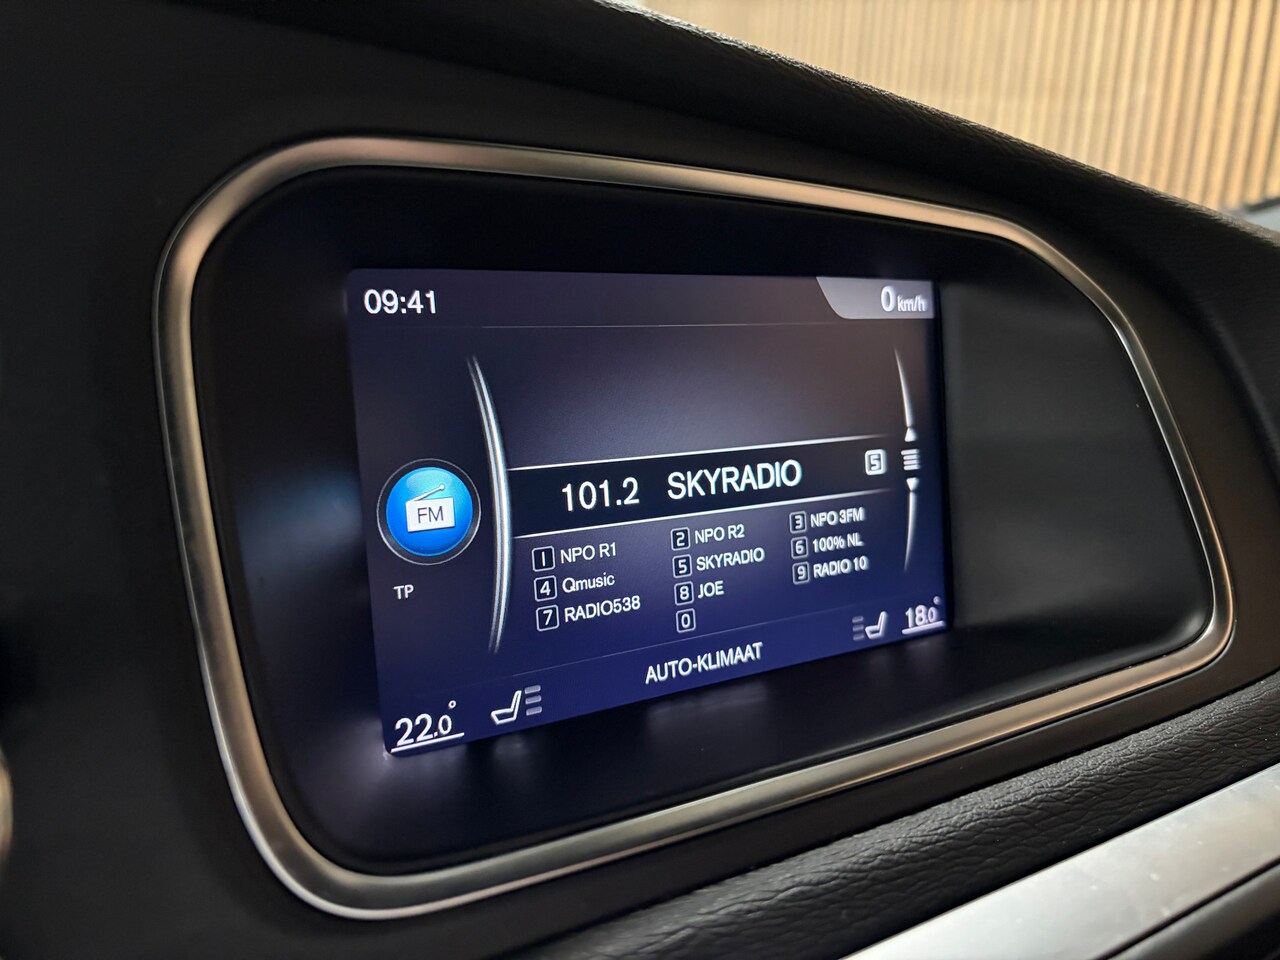 09:41 0 km/h
101.2 SKYRADIO 5
FM
TP
1 NPO R1 2 NPO R2 3 NPO 3FM
4 Qmusic 5 SKYRADIO 6 100% NL
7 RADIO538 8 JOE 9 RADIO 10
0
AUTO-KLIMAAT
22.0° 18.0°